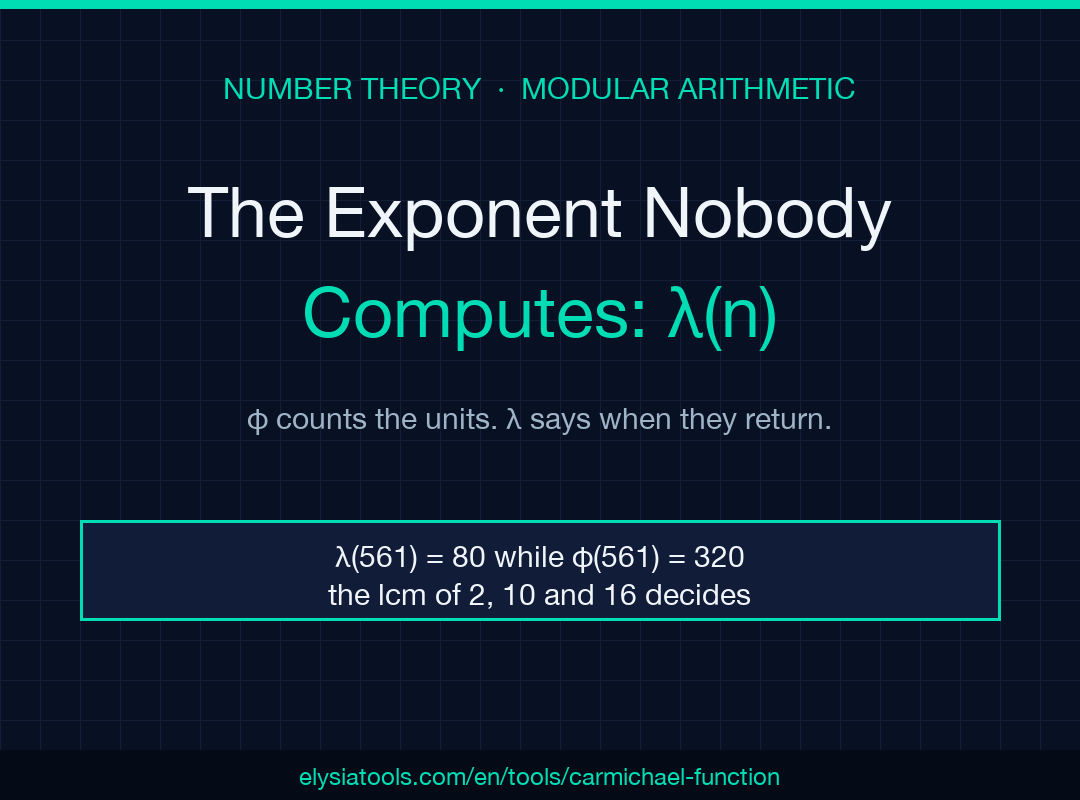 NUMBER THEORY · MODULAR ARITHMETIC
The Exponent Nobody
Computes: λ(n)
φ counts the units. λ says when they return.
λ(561) = 80 while φ(561) = 320
the lcm of 2, 10 and 16 decides
elysiatools.com/en/tools/carmichael-function